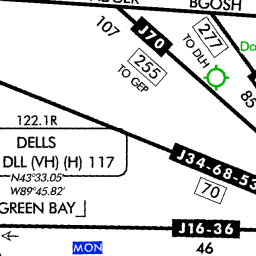 BGOSH
107
J70
277
TO DLH
255
TO GEP
85
122.1R
DELLS
DLL (VH) (H) 117
N43°33.05'
W89°45.82'
J34-68-53
70
GREEN BAY
J16-36
MON
46